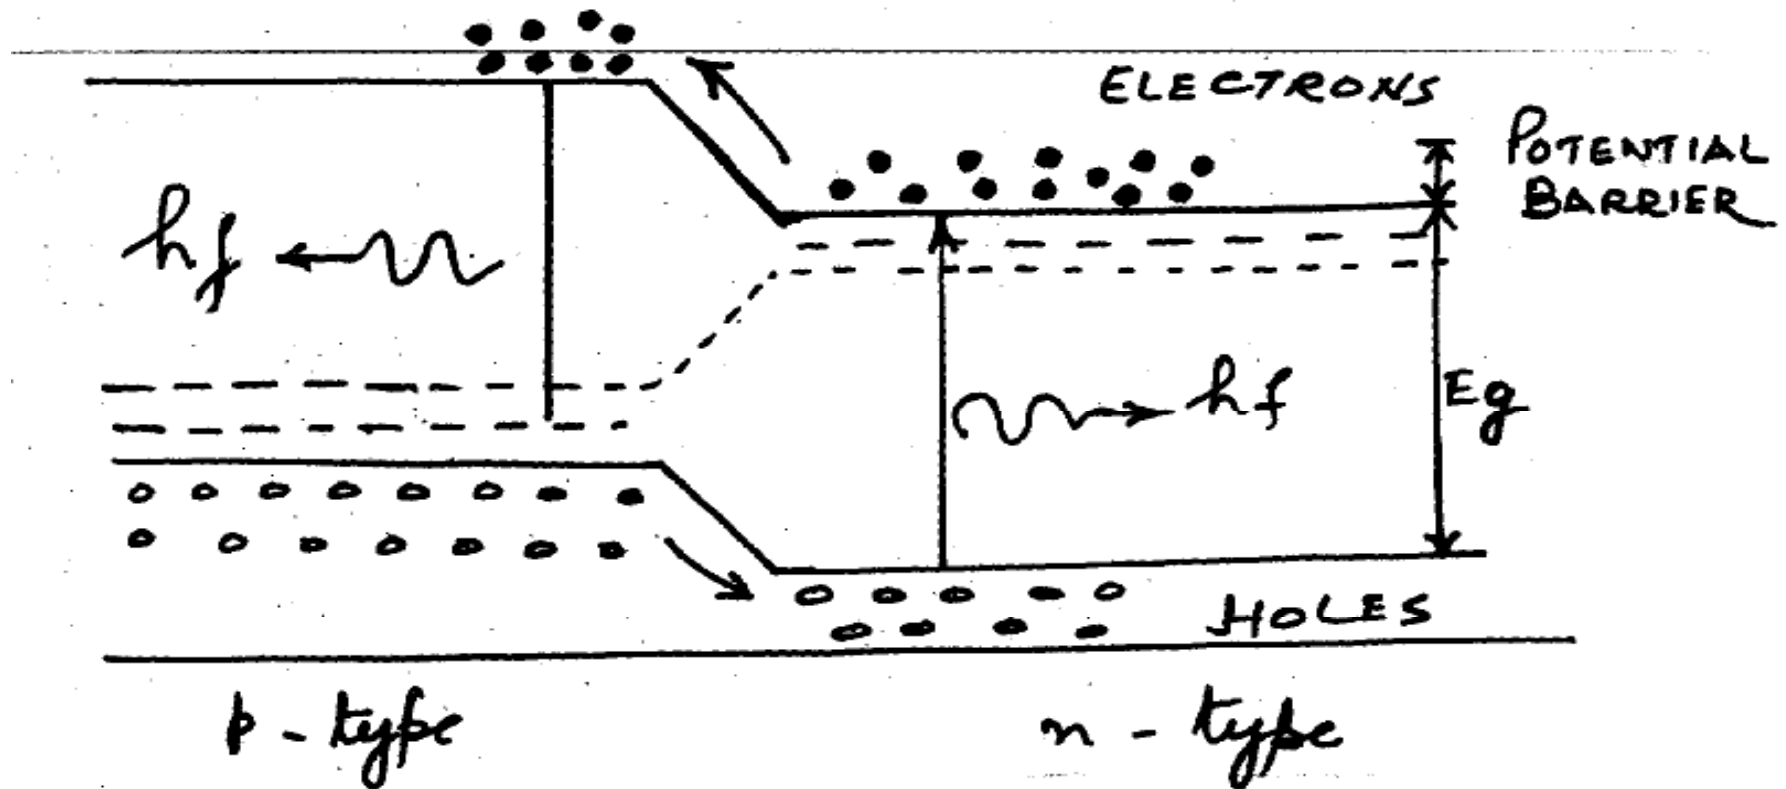 ELECTRONS
POTENTIAL
BARRIER
hf
hf
Eg
HOLES
p - type
n - type